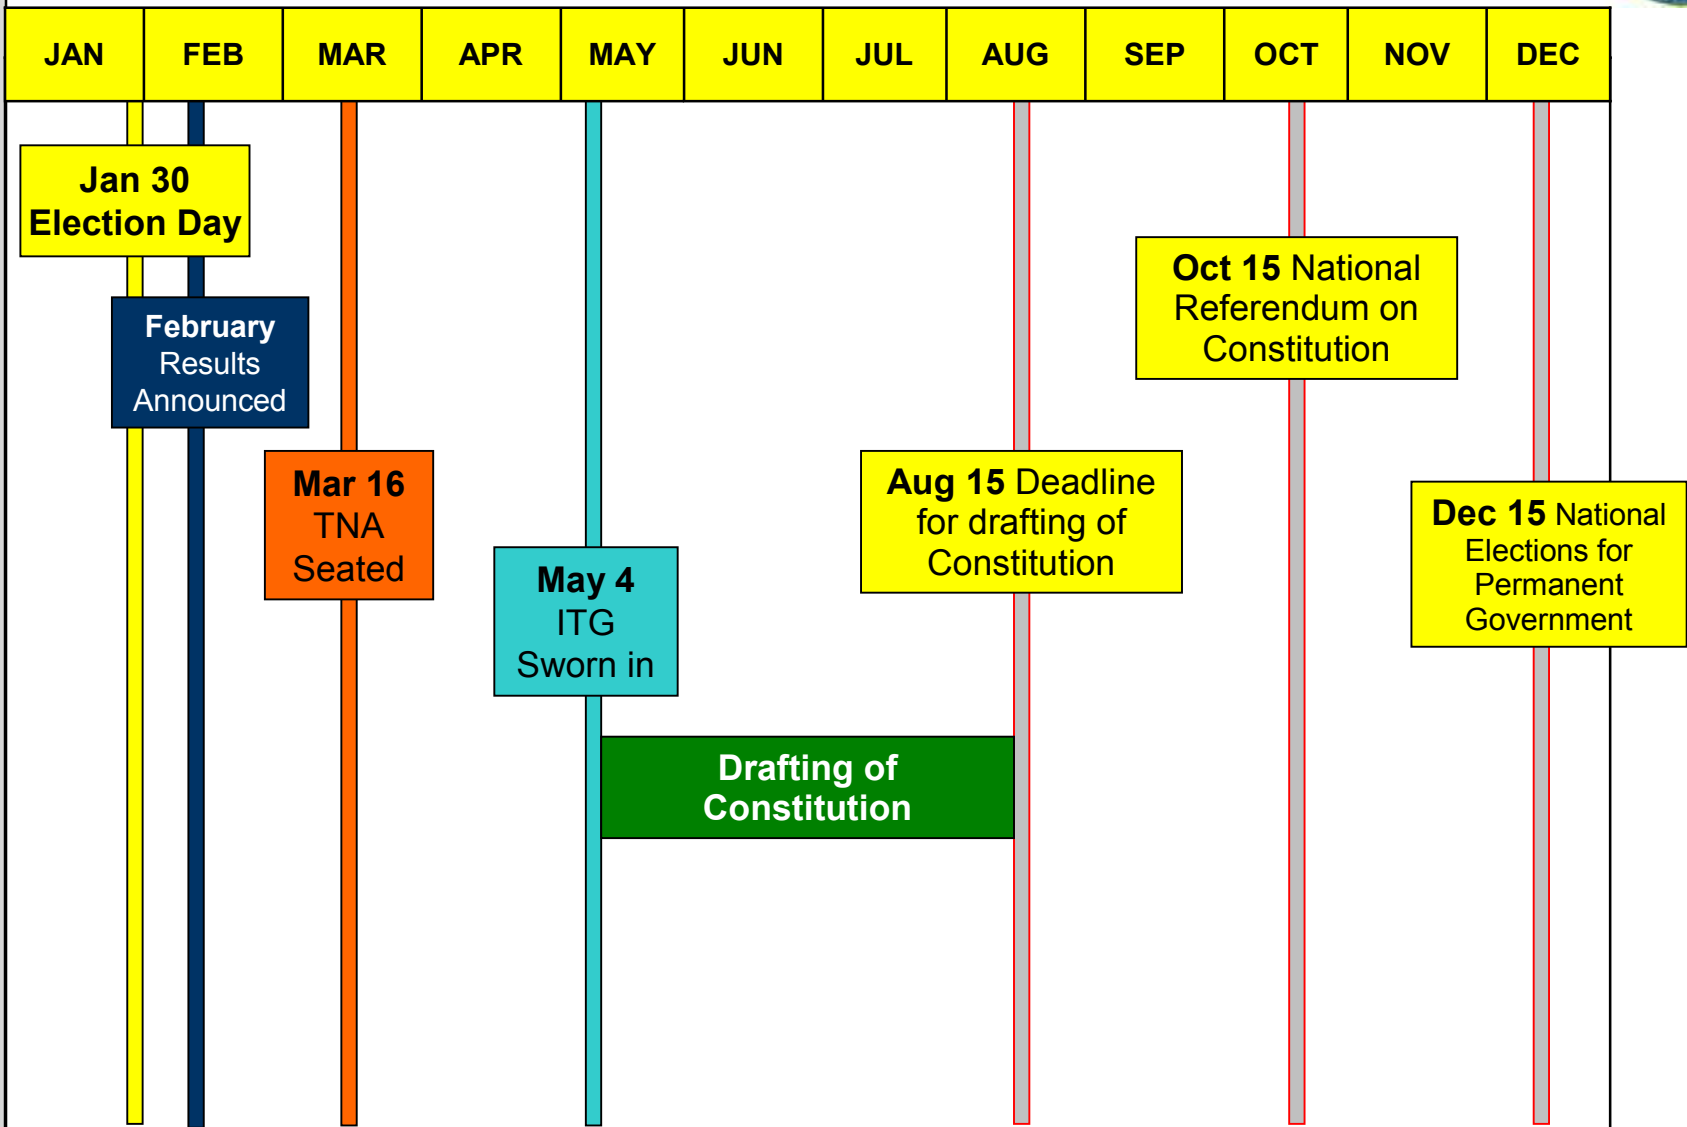 JAN FEB MAR APR MAY JUN JUL AUG SEP OCT NOV DEC
Jan 30
Election Day
February
Results
Announced
Mar 16
TNA
Seated
May 4
ITG
Sworn in
Drafting of
Constitution
Aug 15 Deadline
for drafting of
Constitution
Oct 15 National
Referendum on
Constitution
Dec 15 National
Elections for
Permanent
Government